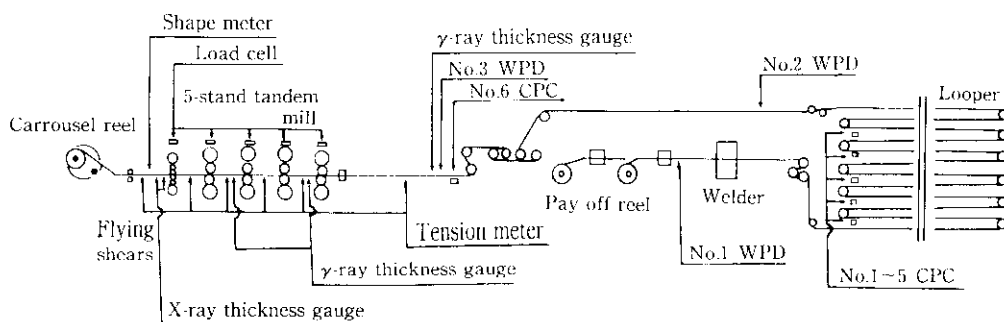 Shape meter
Load cell
5-stand tandem
mill
Carrousel reel
γ-ray thickness gauge
No.3 WPD
No.6 CPC
No.2 WPD
Looper
Pay off reel
Welder
Flying
shears
Tension meter
γ-ray thickness gauge
No.1 WPD
No.1~5 CPC
X-ray thickness gauge